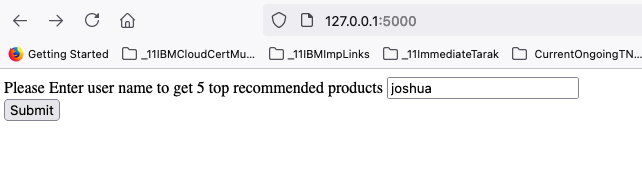 127.0.0.1:5000
Getting Started _11IBMCloudCertMu... _11IBMImpLinks _11ImmediateTarak CurrentOngoingTN...
Please Enter user name to get 5 top recommended products joshua
Submit